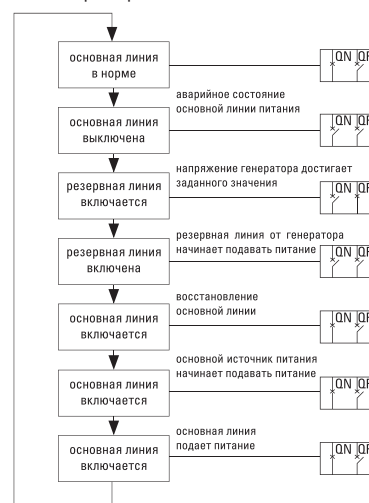 основная линия
в норме
QN
аварийное состояние
основной линии питания
основная линия
выключена
QN
напряжение генератора достигает
заданного значения
резервная линия
включается
QN
резервная линия от генератора
начинает подавать питание
резервная линия
включена
QN
восстановление
основной линии
основная линия
включается
QN
основной источник питания
начинает подавать питание
основная линия
включается
QN
основная линия
подает питание
основная линия
включается
QN